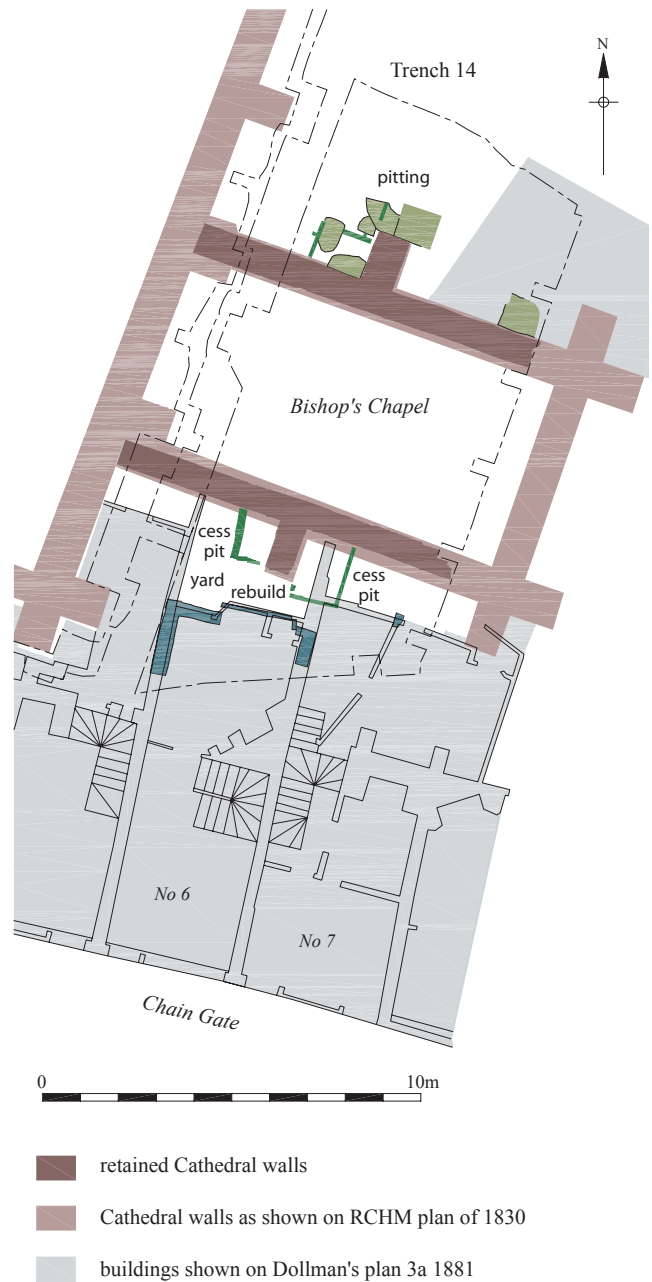 N
Trench 14
pitting
Bishop's Chapel
cess
pit
yard
rebuild
cess
pit
No 6
No 7
Chain Gate
0
10m
retained Cathedral walls
Cathedral walls as shown on RCHM plan of 1830
buildings shown on Dollman's plan 3a 1881